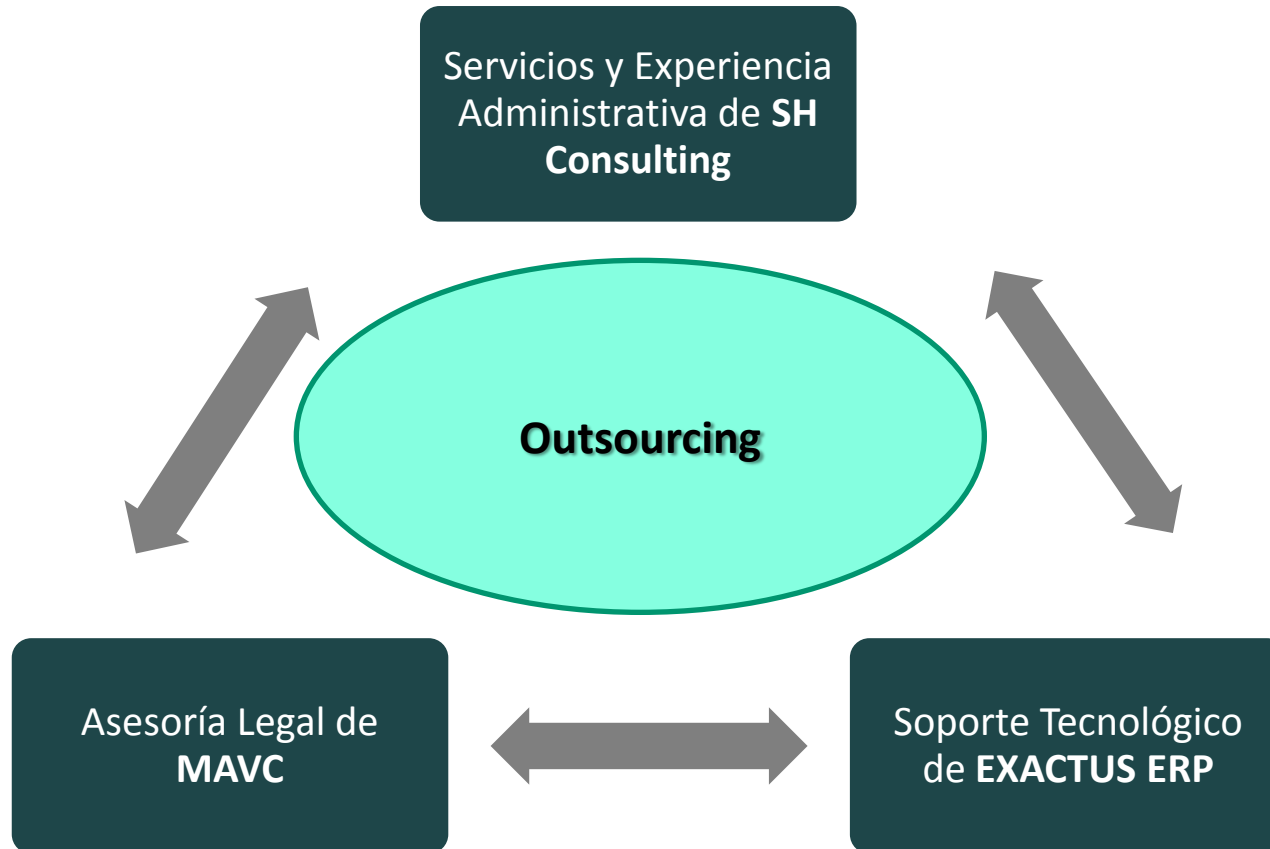 Servicios y Experiencia
Administrativa de SH
Consulting
Outsourcing
Asesoría Legal de
MAVC
Soporte Tecnológico
de EXACTUS ERP